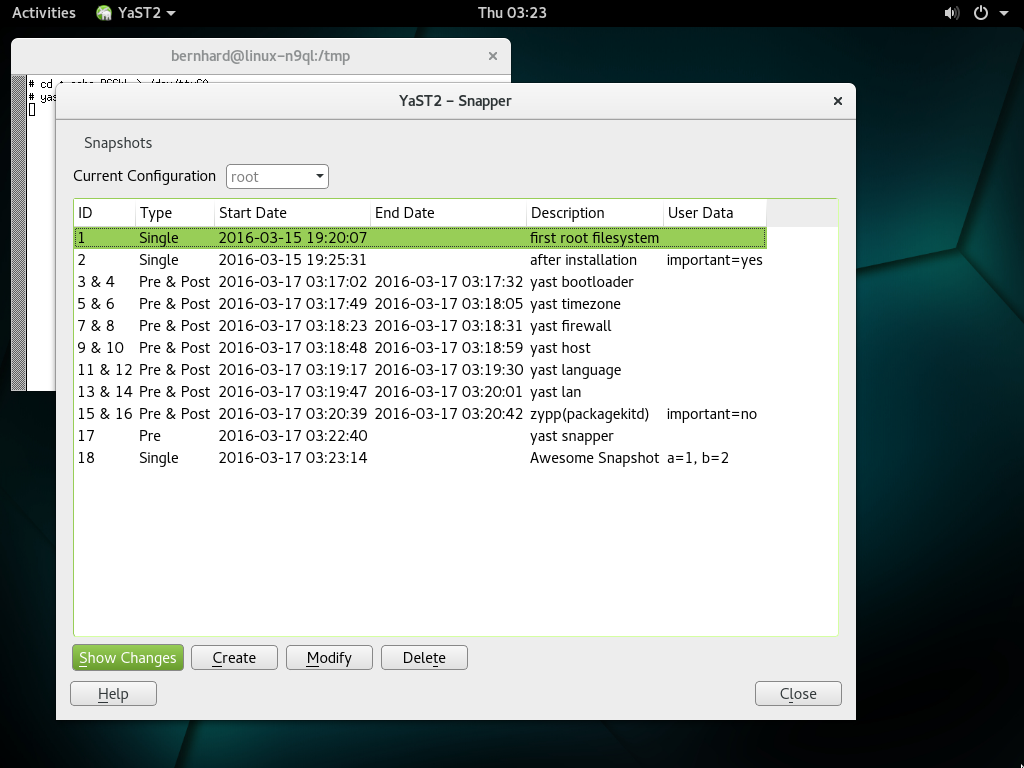 Activities YaST2 Thu 03:23
bernhard@linux-n9ql:/tmp
# cd
# yas
YaST2 - Snapper
Snapshots
Current Configuration root
ID Type Start Date End Date Description User Data
1 Single 2016-03-15 19:20:07 first root filesystem
2 Single 2016-03-15 19:25:31 after installation important=yes
3 & 4 Pre & Post 2016-03-17 03:17:02 2016-03-17 03:17:32 yast bootloader
5 & 6 Pre & Post 2016-03-17 03:17:49 2016-03-17 03:18:05 yast timezone
7 & 8 Pre & Post 2016-03-17 03:18:23 2016-03-17 03:18:31 yast firewall
9 & 10 Pre & Post 2016-03-17 03:18:48 2016-03-17 03:18:59 yast host
11 & 12 Pre & Post 2016-03-17 03:19:17 2016-03-17 03:19:30 yast language
13 & 14 Pre & Post 2016-03-17 03:19:47 2016-03-17 03:20:01 yast lan
15 & 16 Pre & Post 2016-03-17 03:20:39 2016-03-17 03:20:42 zypp(packagekitd) important=no
17 Pre 2016-03-17 03:22:40 yast snapper
18 Single 2016-03-17 03:23:14 Awesome Snapshot a=1, b=2
Show Changes Create Modify Delete
Help Close